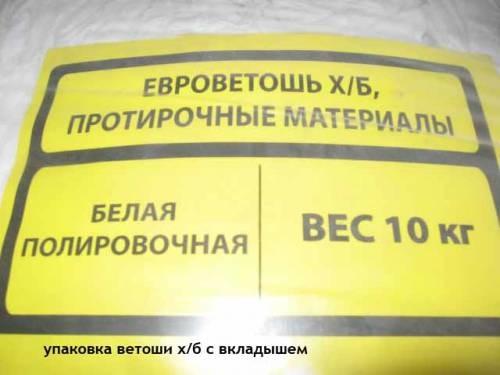 ЕВРОВЕТОШЬ Х/Б,
ПРОТИРОЧНЫЕ МАТЕРИАЛЫ
БЕЛАЯ
ПОЛИРОВОЧНАЯ
ВЕС 10 кг
упаковка ветоши х/б с вкладышем